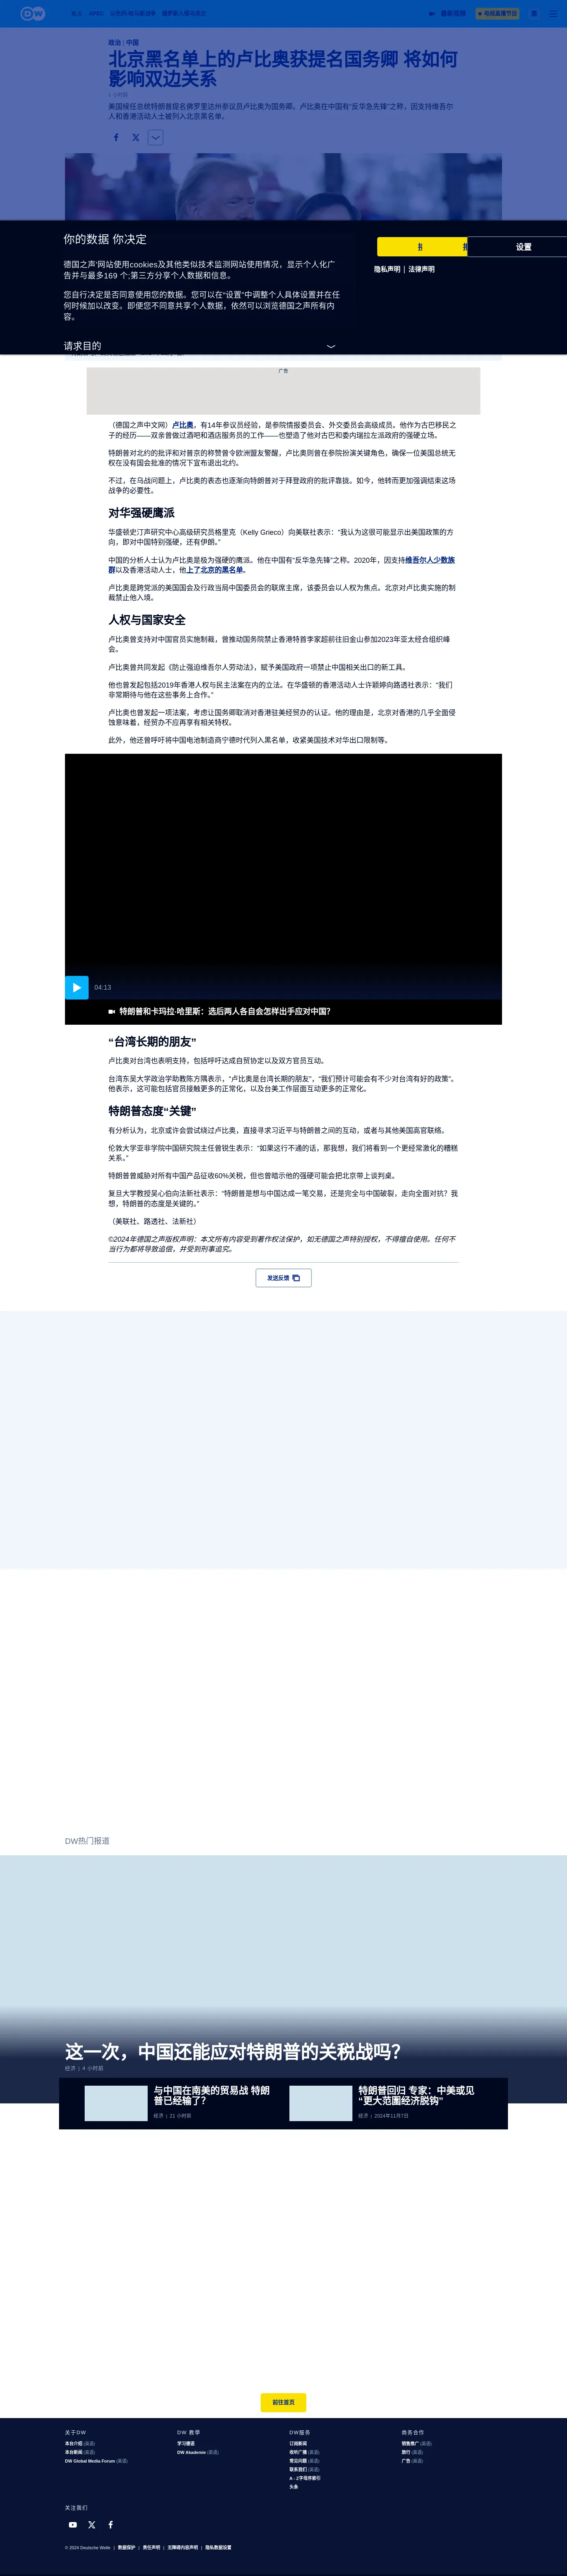 DW
APEC
最新视频
电视直播节目
政治 | 中国
北京黑名单上的卢比奥获提名国务卿 将如何
影响双边关系
美国候任总统特朗普提名佛罗里达州参议员卢比奥为国务卿。卢比奥在中国有“反华急先锋”之称，因支持维吾尔
人和香港活动人士被列入北京黑名单。
你的数据 你决定
德国之声'网站使用cookies及其他类似技术监测网站使用情况，显示个人化广
告并与最多169 个;第三方分享个人数据和信息。
您自行决定是否同意使用您的数据。您可以在“设置”中调整个人具体设置并在任
何时候加以改变。即使您不同意共享个人数据，依然可以浏览德国之声所有内
容。
请求目的
设置
隐私声明 | 法律声明
广告
（德国之声中文网）卢比奥，有14年参议员经验，是参院情报委员会、外交委员会高级成员。他作为古巴移民之
子的经历——双亲曾做过酒吧和酒店服务员的工作——也塑造了他对古巴和委内瑞拉左派政府的强硬立场。
特朗普对北约的批评和对普京的称赞曾令欧洲盟友警醒，卢比奥则曾在参院扮演关键角色，确保一位美国总统无
权在没有国会批准的情况下宣布退出北约。
不过，在乌战问题上，卢比奥的表态也逐渐向特朗普对于拜登政府的批评靠拢。如今，他转而更加强调结束这场
战争的必要性。
对华强硬鹰派
华盛顿史汀声研究中心高级研究员格里克（Kelly Grieco）向美联社表示：“我认为这很可能显示出美国政策的方
向，即对中国特别强硬，还有伊朗。”
中国的分析人士认为卢比奥是极为强硬的鹰派。他在中国有“反华急先锋”之称。2020年，因支持维吾尔人少数族
群以及香港活动人士，他上了北京的黑名单。
卢比奥是跨党派的美国国会及行政当局中国委员会的联席主席，该委员会以人权为焦点。北京对卢比奥实施的制
裁禁止他入境。
人权与国家安全
卢比奥曾支持对中国官员实施制裁，曾推动国务院禁止香港特首李家超前往旧金山参加2023年亚太经合组织峰
会。
卢比奥曾共同发起《防止强迫维吾尔人劳动法》，赋予美国政府一项禁止中国相关出口的新工具。
他也曾发起包括2019年香港人权与民主法案在内的立法。在华盛顿的香港活动人士许颖婷向路透社表示：“我们
非常期待与他在这些事务上合作。”
卢比奥也曾发起一项法案，考虑让国务卿取消对香港驻美经贸办的认证。他的理由是，北京对香港的几乎全面侵
蚀意味着，经贸办不应再享有相关特权。
此外，他还曾呼吁将中国电池制造商宁德时代列入黑名单，收紧美国技术对华出口限制等。
04:13
特朗普和卡玛拉·哈里斯：选后两人各自会怎样出手应对中国？
“台湾长期的朋友”
卢比奥对台湾也表明支持，包括呼吁达成自贸协定以及双方官员互动。
台湾东吴大学政治学助教陈方隅表示，“卢比奥是台湾长期的朋友”，“我们预计可能会有不少对台湾有好的政策”。
他表示，这可能包括官员接触更多的正常化，以及台美工作层面互动更多的正常化。
特朗普态度“关键”
有分析认为，北京或许会尝试绕过卢比奥，直接寻求习近平与特朗普之间的互动，或者与其他美国高官联络。
伦敦大学亚非学院中国研究院主任曾锐生表示：“如果这行不通的话，那我想，我们将看到一个更经常激化的糟糕
关系。”
特朗普曾威胁对所有中国产品征收60%关税，但也曾暗示他的强硬可能会把北京带上谈判桌。
复旦大学教授吴心伯向法新社表示：“特朗普是想与中国达成一笔交易，还是完全与中国破裂，走向全面对抗？我
想，特朗普的态度是关键的。”
（美联社、路透社、法新社）
©2024年德国之声版权声明：本文所有内容受到著作权法保护，如无德国之声特别授权，不得擅自使用。任何不
当行为都将导致追偿，并受到刑事追究。
发送反馈
DW热门报道
这一次，中国还能应对特朗普的关税战吗？
经济 | 4 小时前
与中国在南美的贸易战 特朗
普已经输了？
经济 | 21 小时前
特朗普回归 专家：中美或见
“更大范围经济脱钩”
经济 | 2024年11月7日
前往首页
关于DW
本台介绍 (英语)
本台新闻 (英语)
DW Global Media Forum (英语)
DW 教学
学习德语
DW Akademie (英语)
DW服务
订阅新闻
收听广播 (英语)
常见问题 (英语)
联系我们 (英语)
A - Z字母序索引
头条
商务合作
销售推广 (英语)
旅行 (英语)
广告 (英语)
关注我们
© 2024 Deutsche Welle | 数据保护 | 责任声明 | 无障碍内容声明 | 隐私数据设置